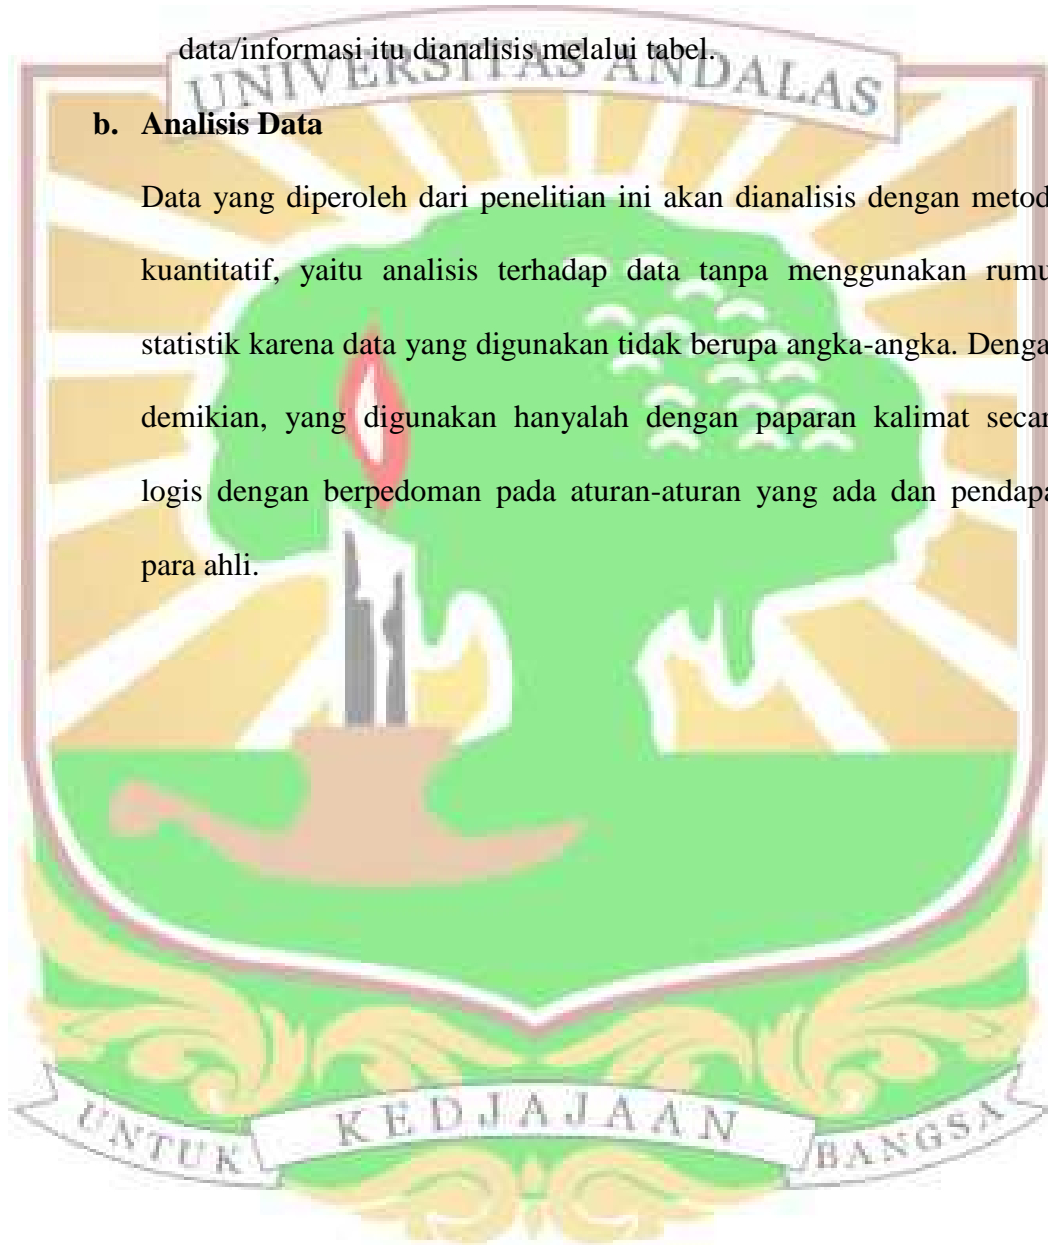 data/informasi itu dianalisis melalui tabel.
UNIVERSITAS ANDALAS
b. Analisis Data
Data yang diperoleh dari penelitian ini akan dianalisis dengan metod
kuantitatif, yaitu analisis terhadap data tanpa menggunakan rumu
statistik karena data yang digunakan tidak berupa angka-angka. Denga
demikian, yang digunakan hanyalah dengan paparan kalimat secar
logis dengan berpedoman pada aturan-aturan yang ada dan pendapa
para ahli.
UNTUK KEDJAJAAN BANGSA